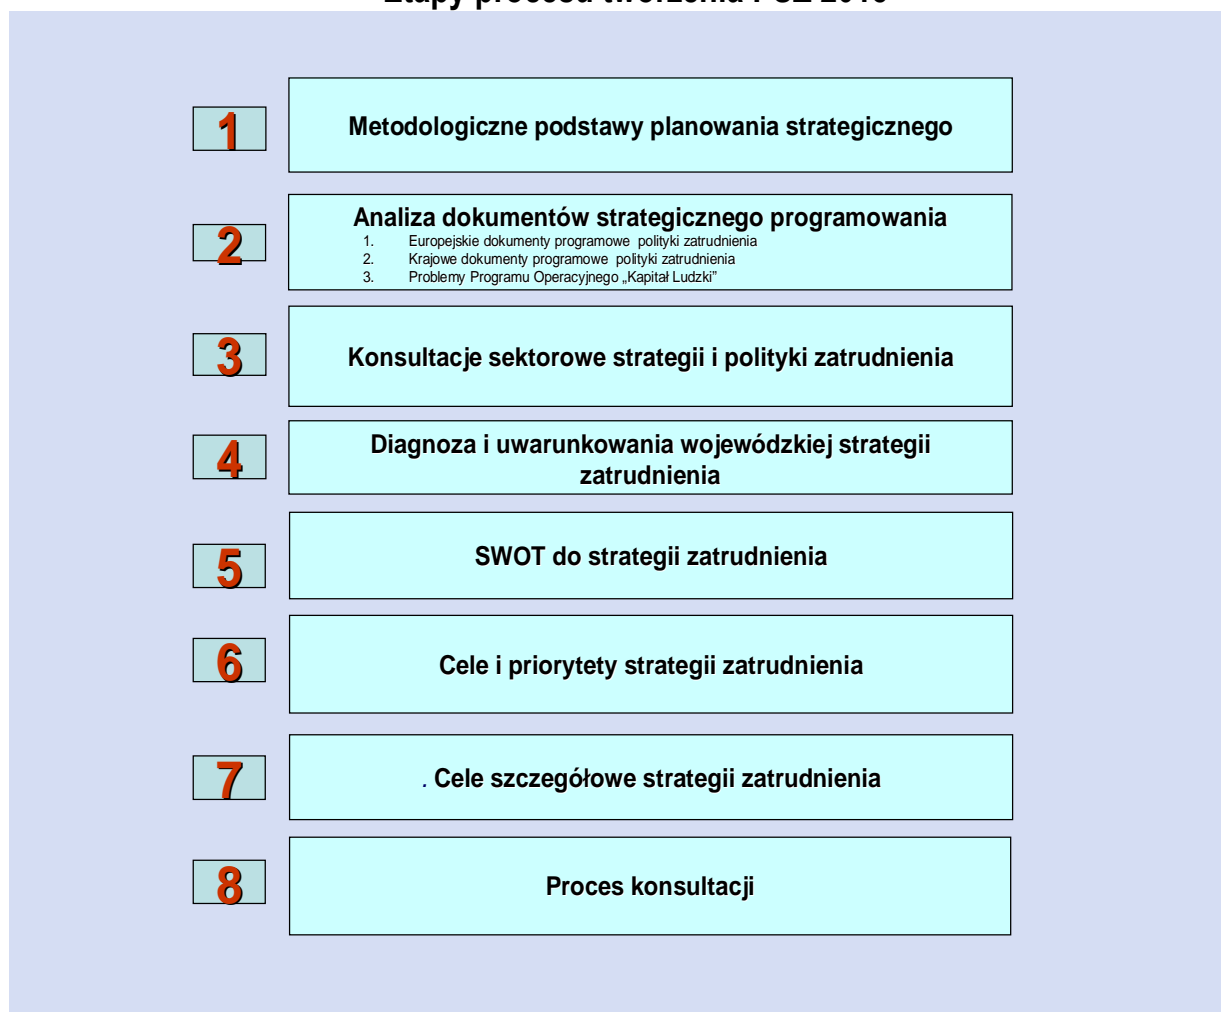 Etapy procesu tworzenia
1
Metodologiczne podstawy planowania strategicznego
2
Analiza dokumentów strategicznego programowania
1. Europejskie dokumenty programowe polityki zatrudnienia
2. Krajowe dokumenty programowe polityki zatrudnienia
3. Problemy Programu Operacyjnego „Kapitał Ludzki”
3
Konsultacje sektorowe strategii i polityki zatrudnienia
4
Diagnoza i uwarunkowania wojewódzkiej strategii
zatrudnienia
5
SWOT do strategii zatrudnienia
6
Cele i priorytety strategii zatrudnienia
7
. Cele szczegółowe strategii zatrudnienia
8
Proces konsultacji